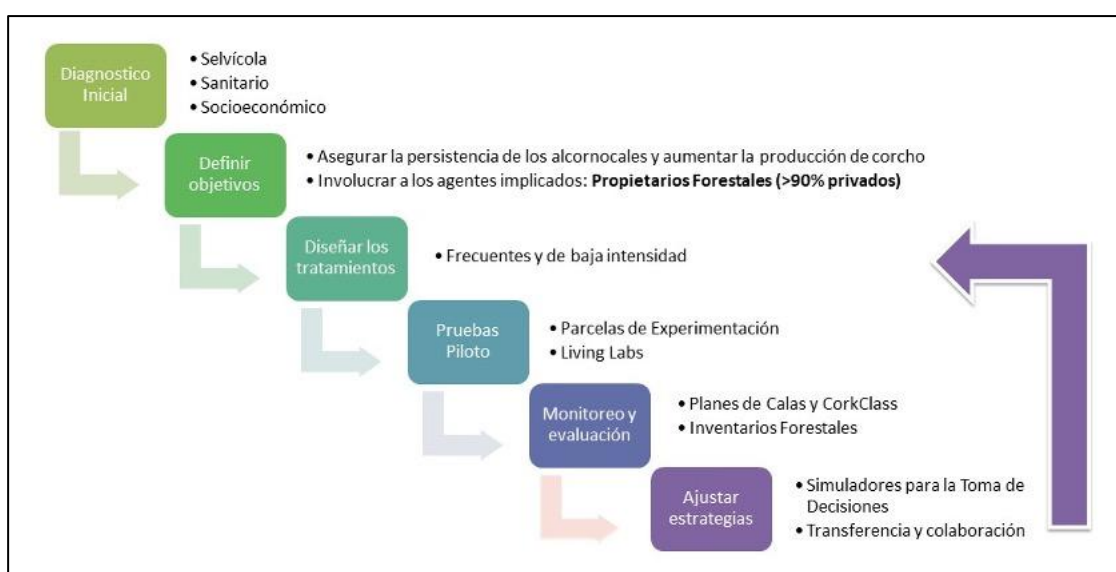 Diagnostico
Inicial
• Selvícola
• Sanitario
• Socioeconómico
Definir
objetivos
• Asegurar la persistencia de los alcornocales y aumentar la producción de corcho
• Involucrar a los agentes implicados: Propietarios Forestales (>90% privados)
Diseñar los
tratamientos
• Frecuentes y de baja intensidad
Pruebas
Piloto
• Parcelas de Experimentación
• Living Labs
Monitoreo y
evaluación
• Planes de Calas y CorkClass
• Inventarios Forestales
Ajustar
estrategias
• Simuladores para la Toma de
Decisiones
• Transferencia y colaboración